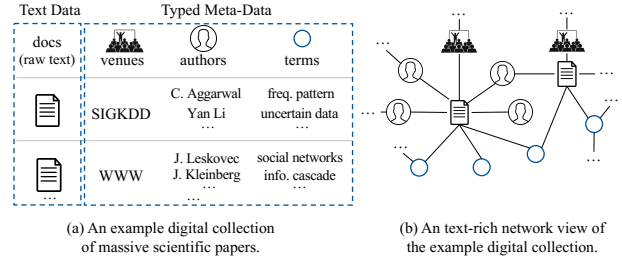 Text Data Typed Meta-Data
docs
(raw text) venues authors terms
SIGKDD
C. Aggarwal
Yan Li
...
freq. pattern
uncertain data
...
WWW
J. Leskovec
J. Kleinberg
...
social networks
info. cascade
...
...
...
...
...
...
...
...
...
...
(a) An example digital collection
of massive scientific papers.
(b) An text-rich network view of
the example digital collection.